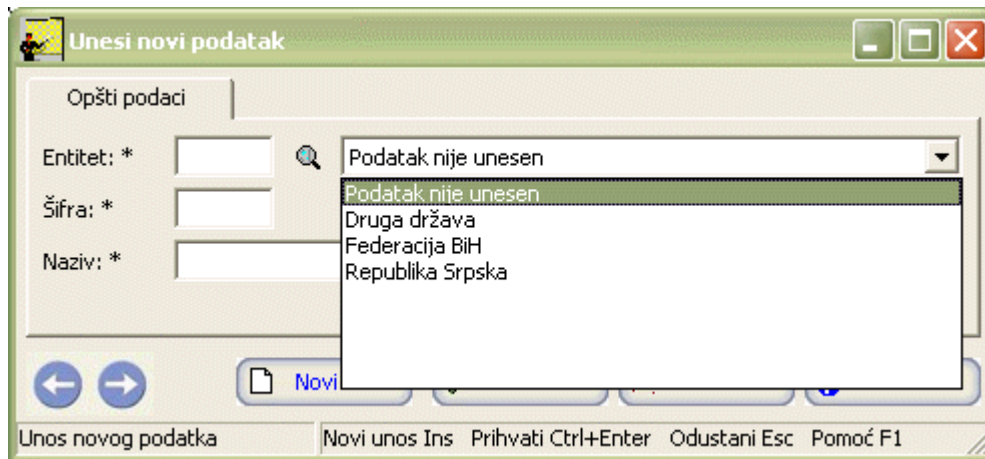 Unesi novi podatak
Opšti podaci
Entitet: *
Podatak nije unesen
Podatak nije unesen
Šifra: *
Druga država
Federacija BiH
Naziv: *
Republika Srpska
Novi
Unos novog podatka
Novi unos Ins Prihvati Ctrl+Enter Odustani Esc Pomoć F1